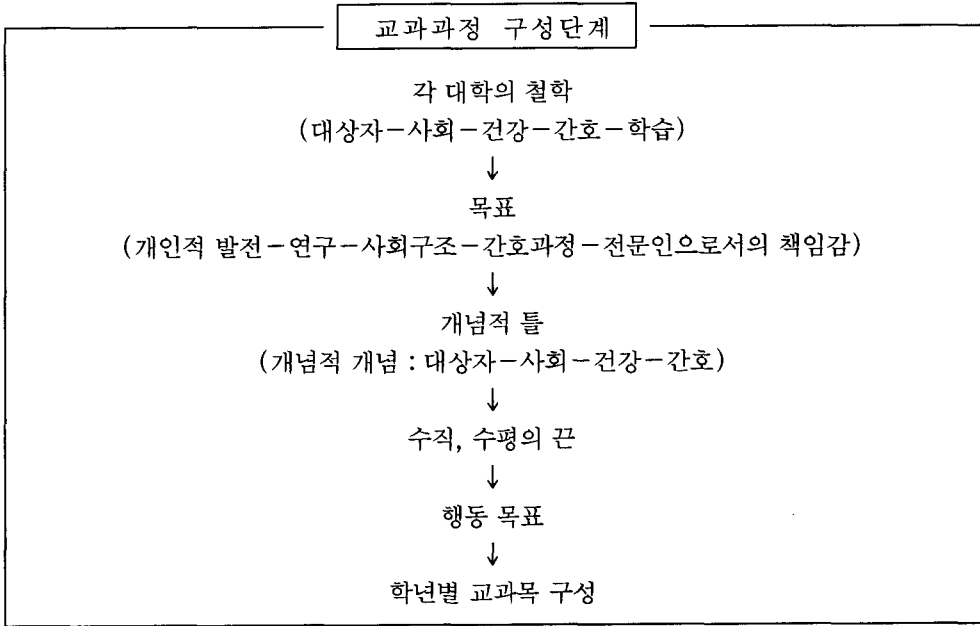 교과과정 구성단계
각 대학의 철학
(대상자－사회－건강－간호－학습)
↓
목표
(개인적 발전－연구－사회구조－간호과정－전문인으로서의 책임감)
↓
개념적 틀
(개념적 개념 : 대상자－사회－건강－간호)
↓
수직, 수평의 끈
↓
행동 목표
↓
학년별 교과목 구성